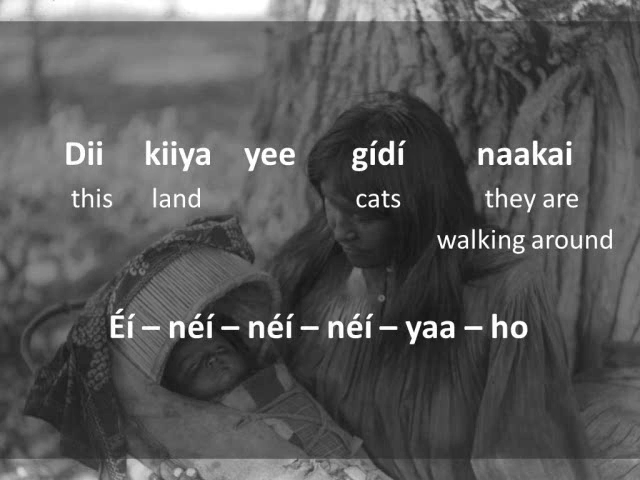 Dii kiiya yee gídí naakai
this land cats they are
walking around
Éí – néí – néí – néí – yaa – ho